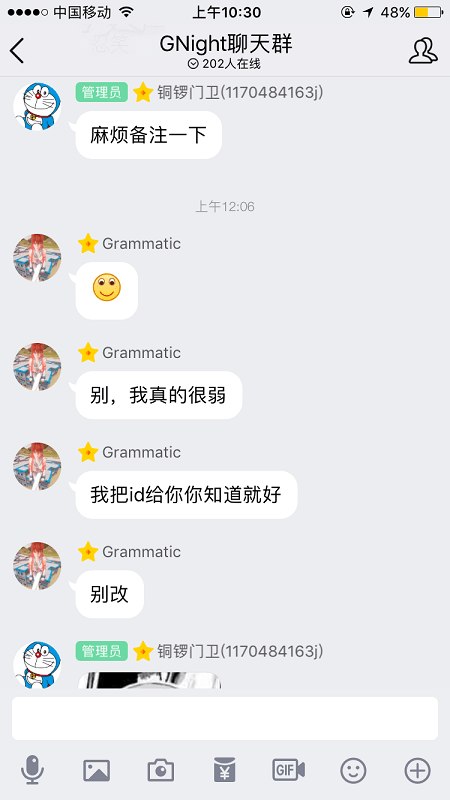 中国移动 上午10:30 48%
GNight聊天群
202人在线
管理员 铜锣门卫(1170484163j)
麻烦备注一下
上午12:06
Grammatic
Grammatic
别，我真的很弱
Grammatic
我把id给你你知道就好
Grammatic
别改
管理员 铜锣门卫(1170484163j)
GIF